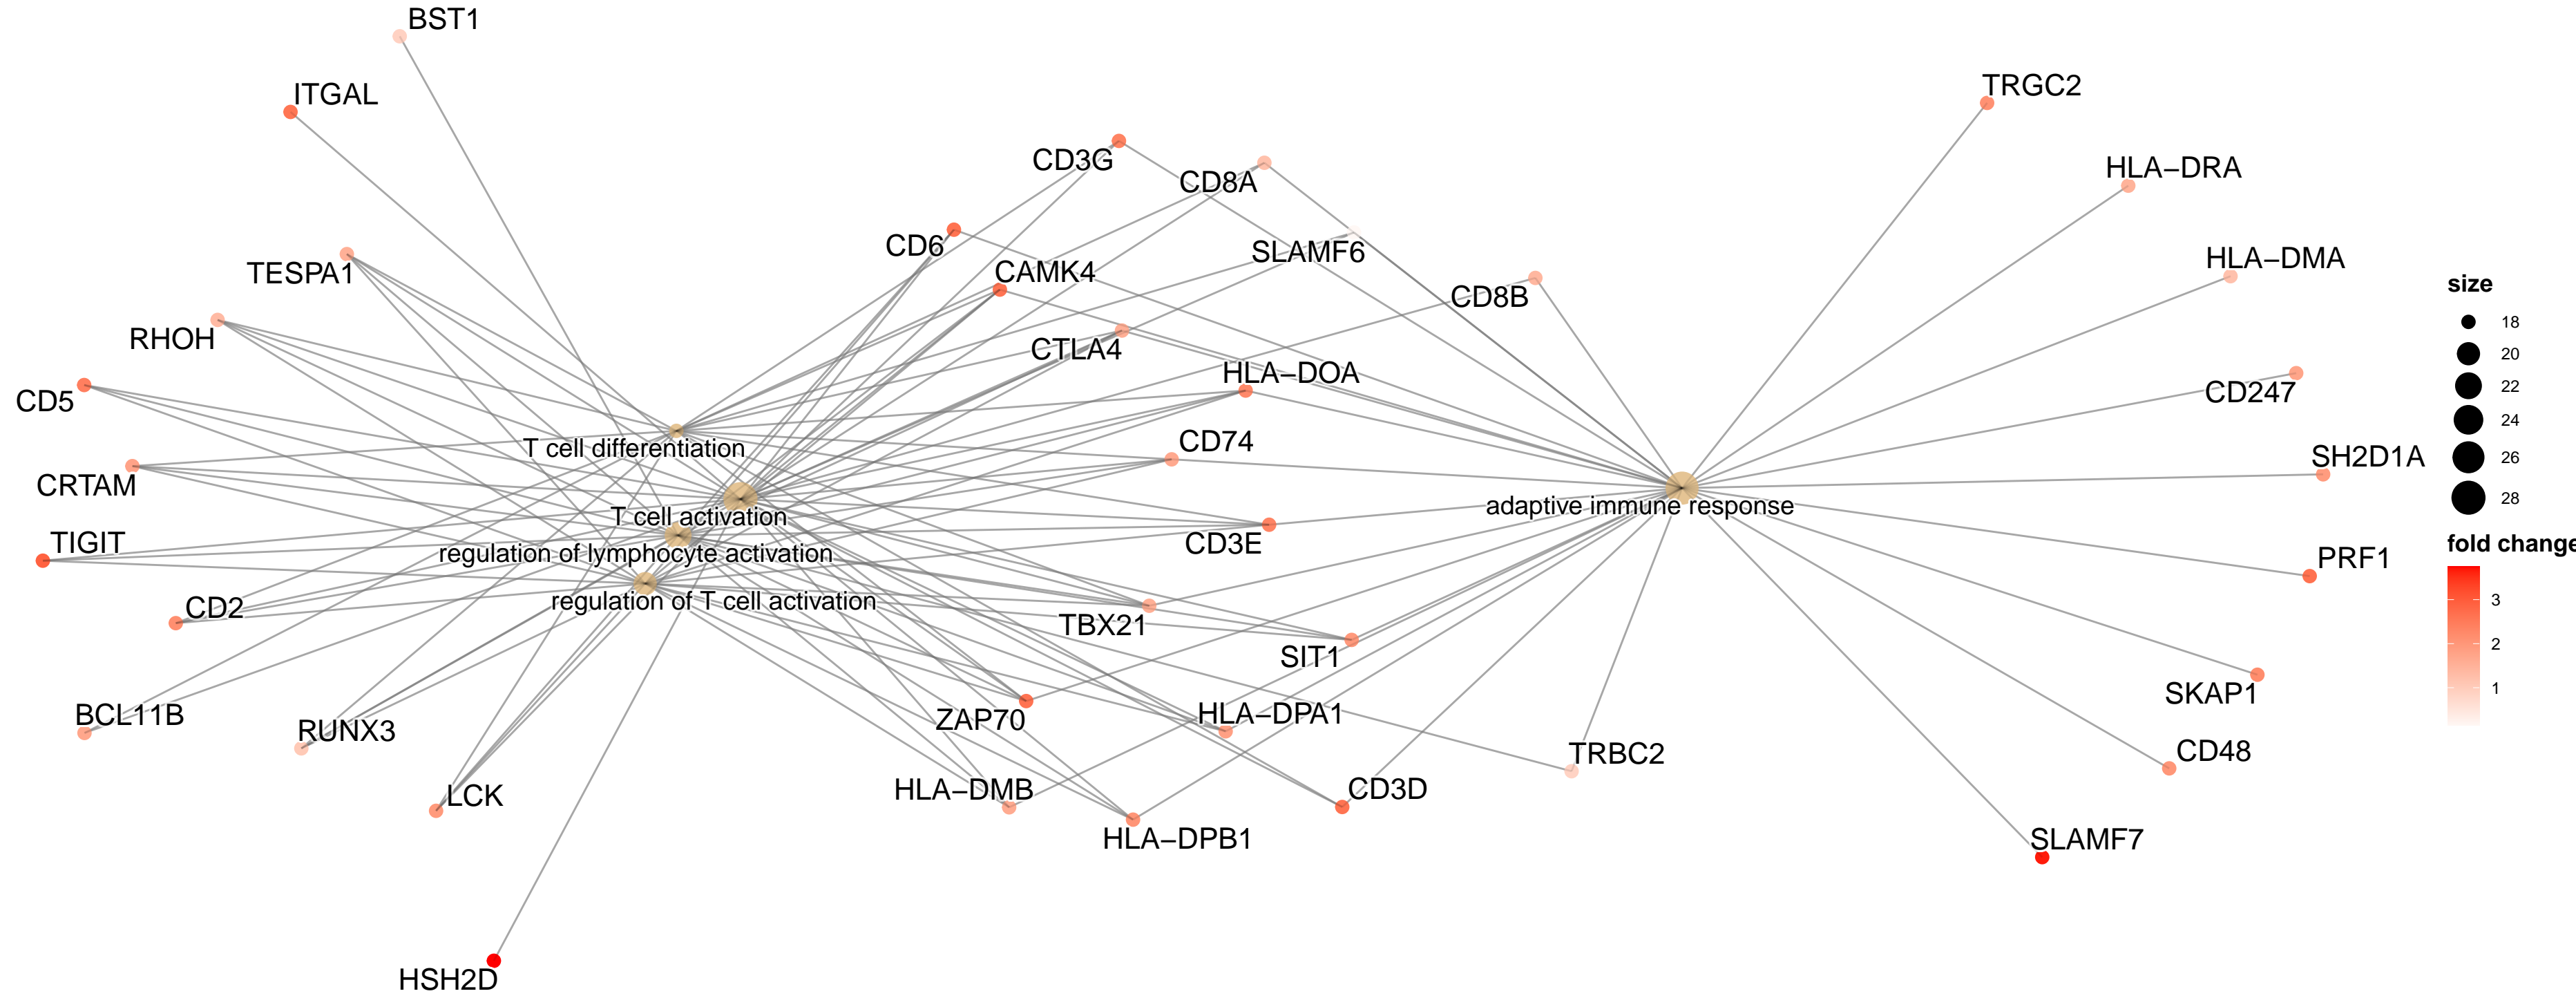 BST1
ITGAL
TRGC2
CD3G
CD8A
HLA−DRA
CD6
SLAMF6
HLA−DMA
TESPA1
CAMK4
CD8B
size
18
RHOH
CTLA4
20
HLA−DOA
22
CD5
CD247
24
T cell differentiation
CD74
26
SH2D1A
CRTAM
28
T cell activation
adaptive immune response
TIGIT
regulation of lymphocyte activation
CD3E
fold change
PRF1
CD2
regulation of T cell activation
3
TBX21
2
SIT1
1
SKAP1
BCL11B
RUNX3
ZAP70
HLA−DPA1
TRBC2
CD48
LCK
HLA−DMB
CD3D
HLA−DPB1
SLAMF7
HSH2D